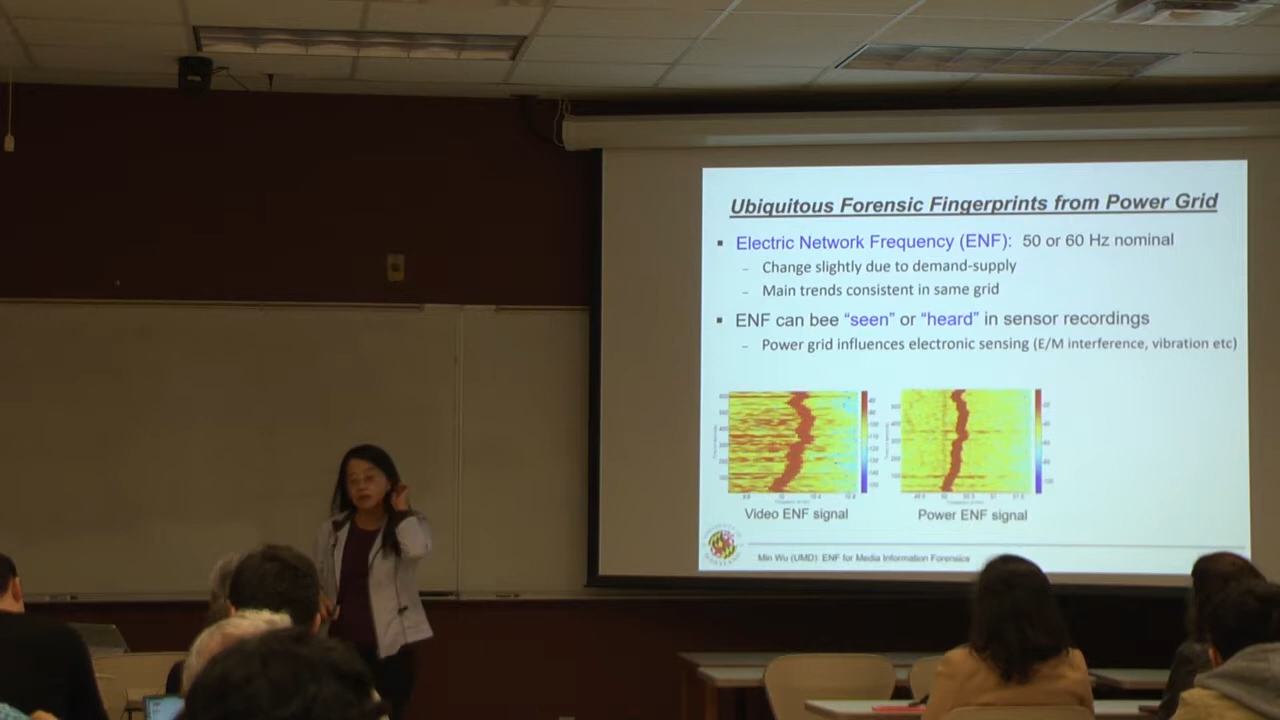 Ubiquitous Forensic Fingerprints from Power Grid
▪ Electric Network Frequency (ENF): 50 or 60 Hz nominal
– Change slightly due to demand-supply
– Main trends consistent in same grid
▪ ENF can bee “seen” or “heard” in sensor recordings
– Power grid influences electronic sensing (E/M interference, vibration etc)
Video ENF signal
Power ENF signal
Min Wu (UMD): ENF for Media Information Forensics